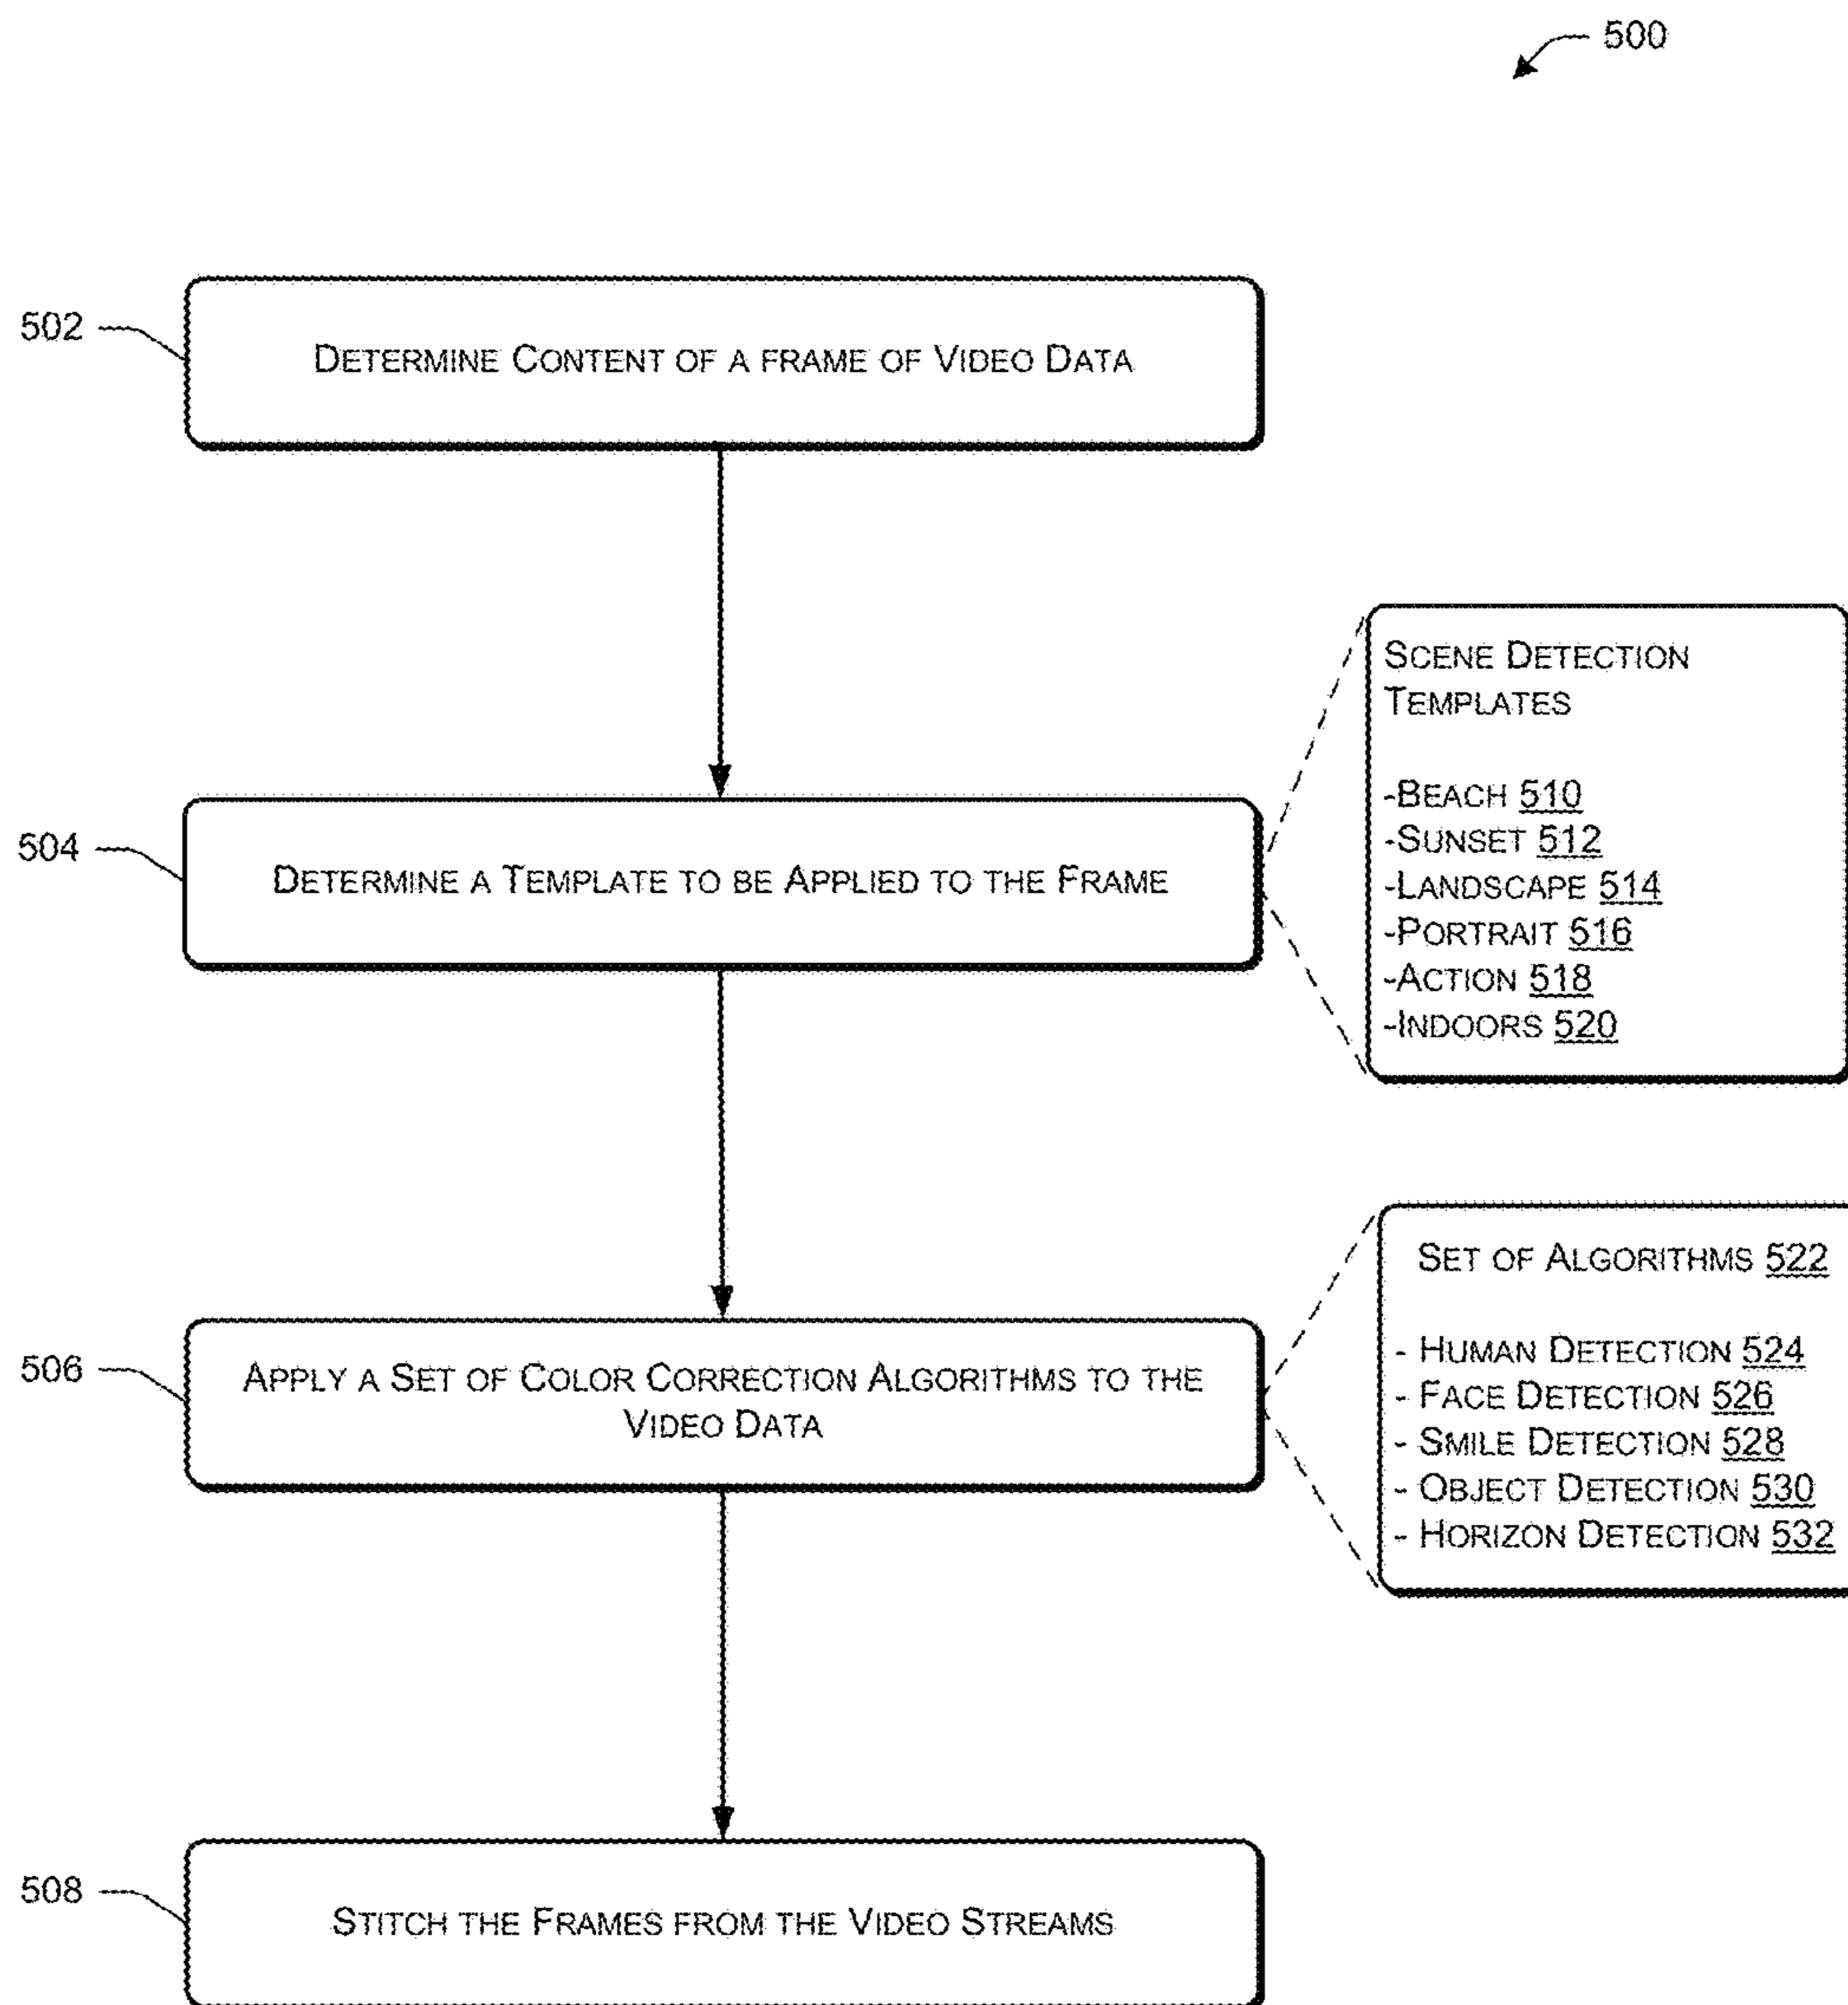 500
502
DETERMINE CONTENT OF A FRAME OF VIDEO DATA
504
DETERMINE A TEMPLATE TO BE APPLIED TO THE FRAME
SCENE DETECTION
TEMPLATES
-BEACH 510
-SUNSET 512
-LANDSCAPE 514
-PORTRAIT 516
-ACTION 518
-INDOORS 520
506
APPLY A SET OF COLOR CORRECTION ALGORITHMS TO THE
VIDEO DATA
SET OF ALGORITHMS 522
- HUMAN DETECTION 524
- FACE DETECTION 526
- SMILE DETECTION 528
- OBJECT DETECTION 530
- HORIZON DETECTION 532
508
STITCH THE FRAMES FROM THE VIDEO STREAMS